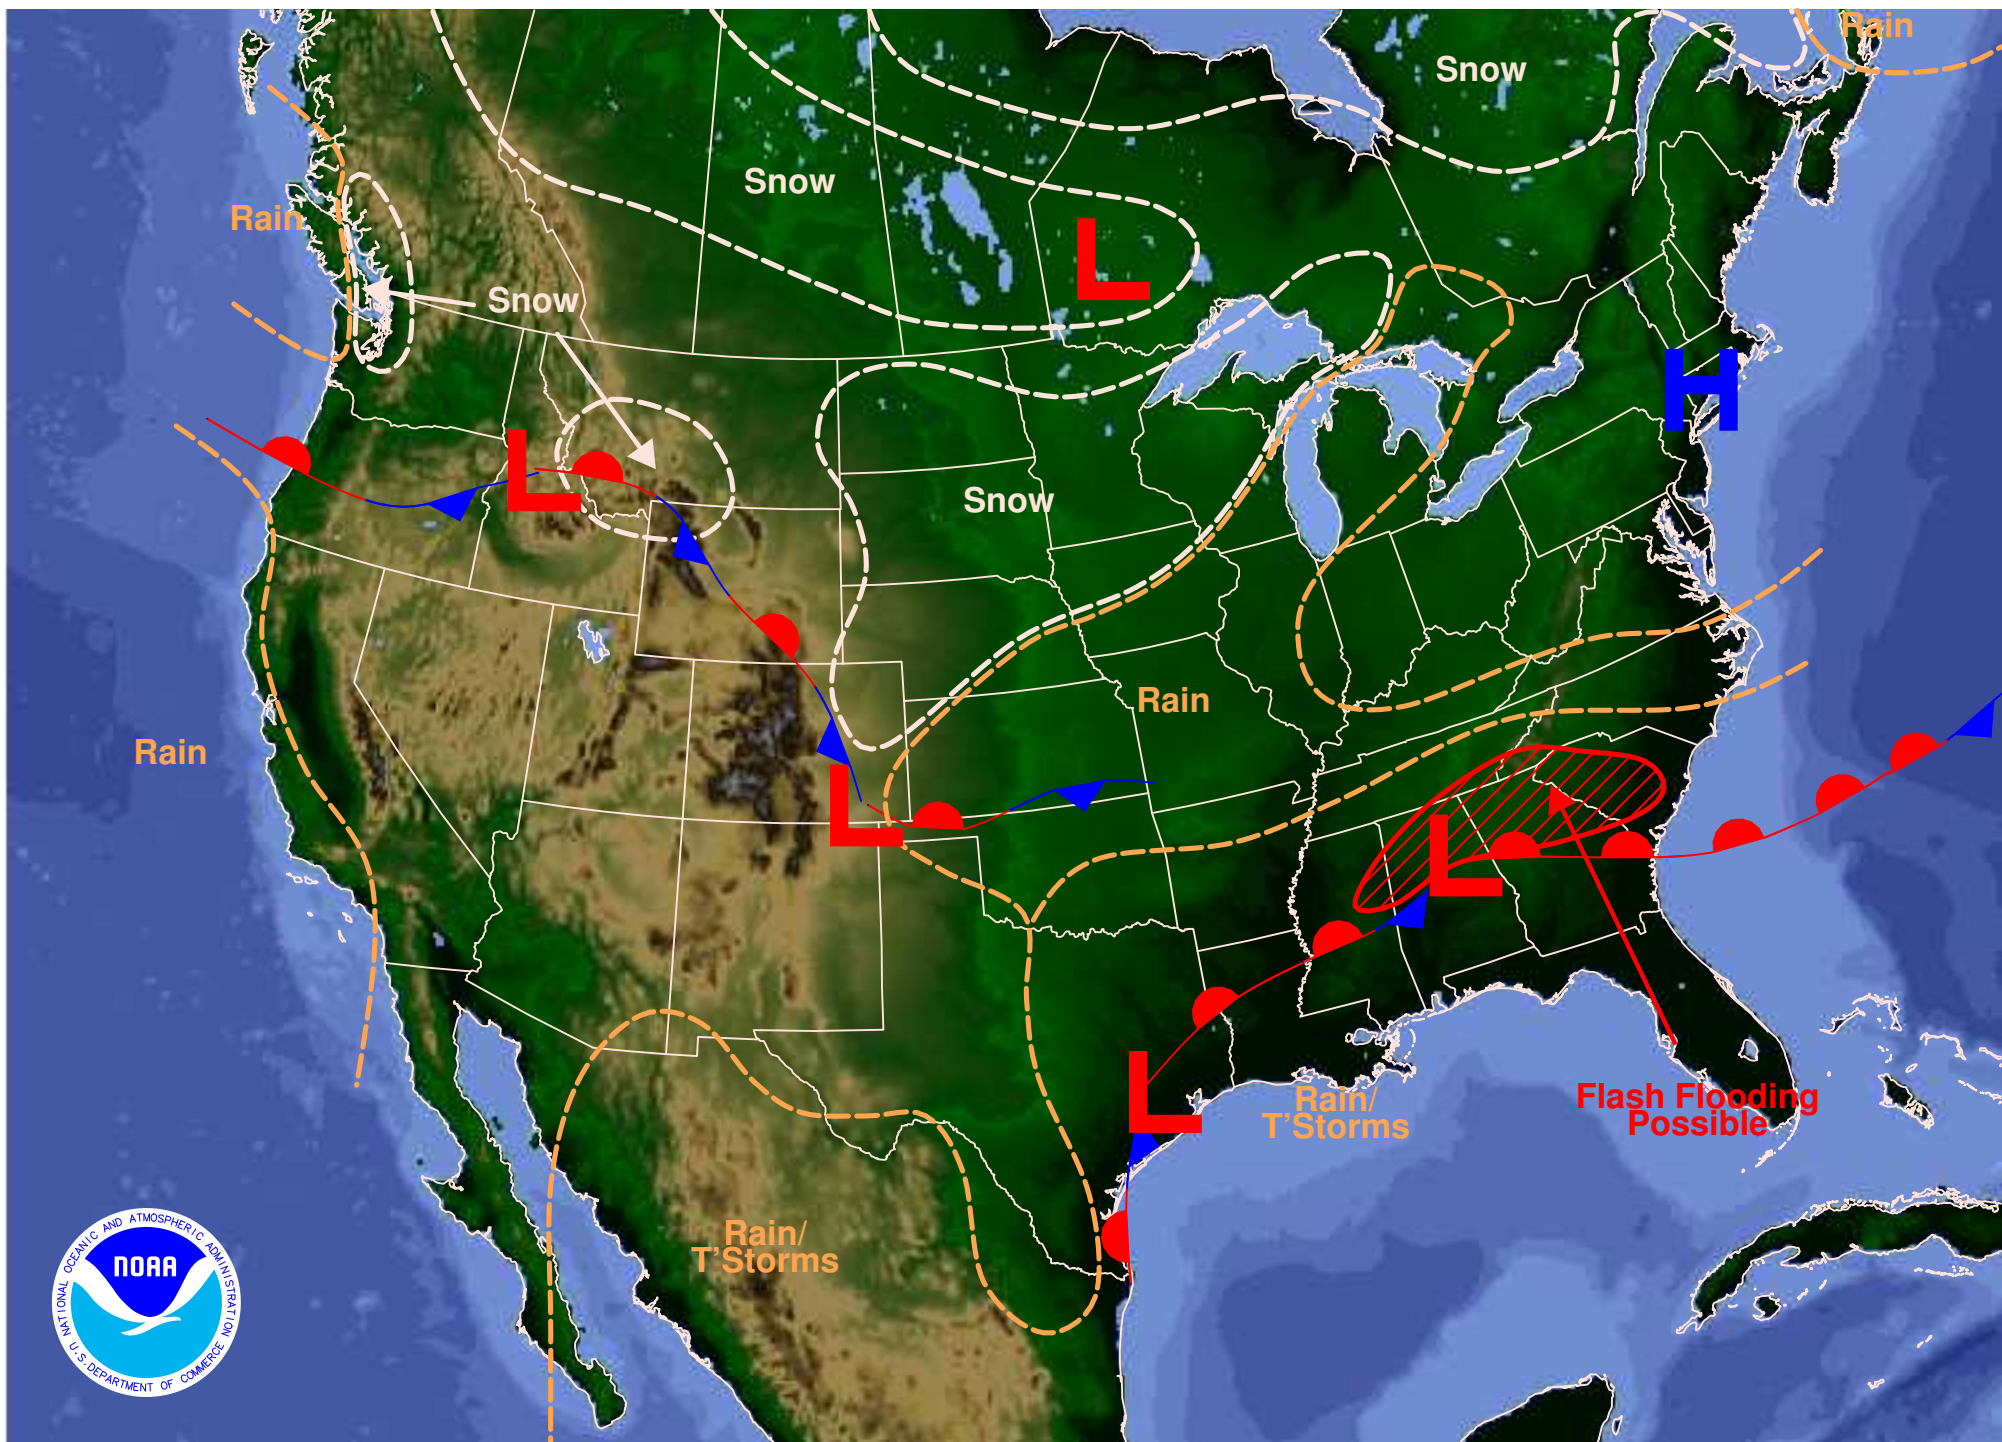 Rain
Snow
Snow
Rain
L
Snow
H
L
Snow
Rain
Rain
L
L
L
Rain/
T'Storms
Flash Flooding
Possible
Rain/
T'Storms
NATIONAL OCEANIC AND ATMOSPHERIC ADMINISTRATION
NOAA
U.S. DEPARTMENT OF COMMERCE